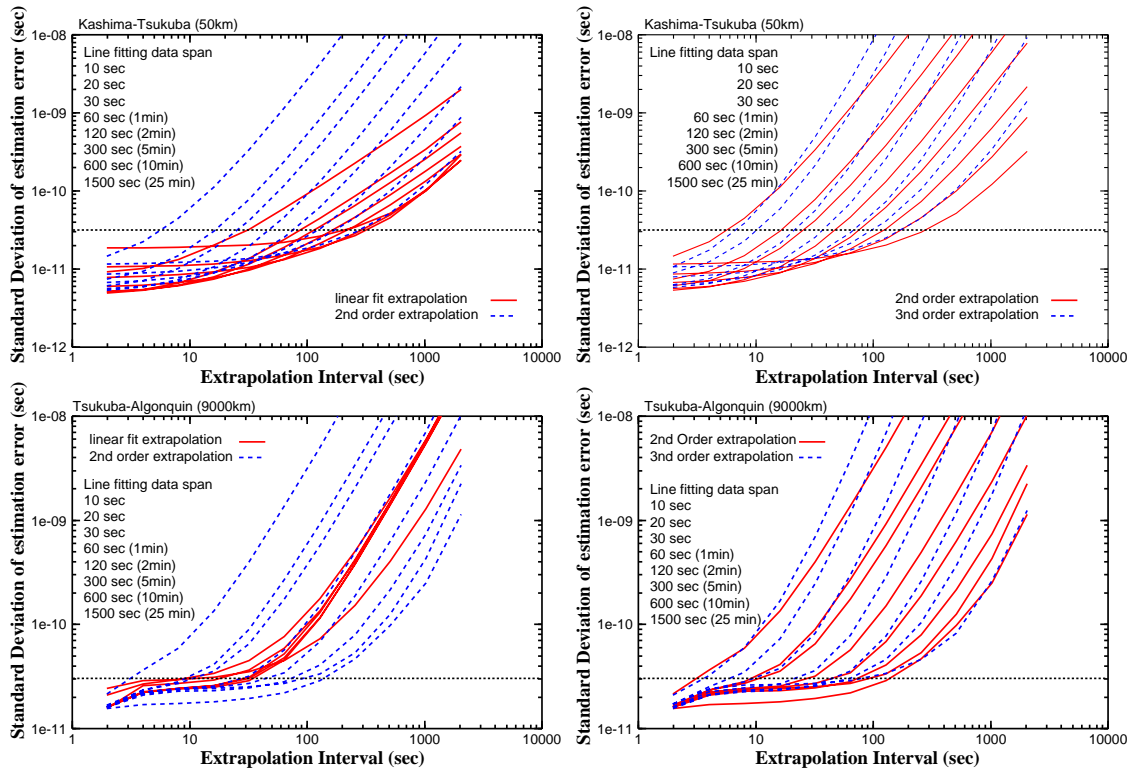 Kashima-Tsukuba (50km)
Standard Deviation of estimation error (sec)
1e-08
1e-09
1e-10
1e-11
1e-12
Line fitting data span
10 sec
20 sec
30 sec
60 sec (1min)
120 sec (2min)
300 sec (5min)
600 sec (10min)
1500 sec (25 min)
linear fit extrapolation
2nd order extrapolation
1 10 100 1000 10000
Extrapolation Interval (sec)
Kashima-Tsukuba (50km)
Standard Deviation of estimation error (sec)
1e-08
1e-09
1e-10
1e-11
1e-12
Line fitting data span
10 sec
20 sec
30 sec
60 sec (1min)
120 sec (2min)
300 sec (5min)
600 sec (10min)
1500 sec (25 min)
2nd order extrapolation
3nd order extrapolation
1 10 100 1000 10000
Extrapolation Interval (sec)
Tsukuba-Algonquin (9000km)
Standard Deviation of estimation error (sec)
1e-08
1e-09
1e-10
1e-11
linear fit extrapolation
2nd order extrapolation
Line fitting data span
10 sec
20 sec
30 sec
60 sec (1min)
120 sec (2min)
300 sec (5min)
600 sec (10min)
1500 sec (25 min)
1 10 100 1000 10000
Extrapolation Interval (sec)
Tsukuba-Algonquin (9000km)
Standard Deviation of estimation error (sec)
1e-08
1e-09
1e-10
1e-11
2nd Order extrapolation
3nd order extrapolation
Line fitting data span
10 sec
20 sec
30 sec
60 sec (1min)
120 sec (2min)
300 sec (5min)
600 sec (10min)
1500 sec (25 min)
1 10 100 1000 10000
Extrapolation Interval (sec)